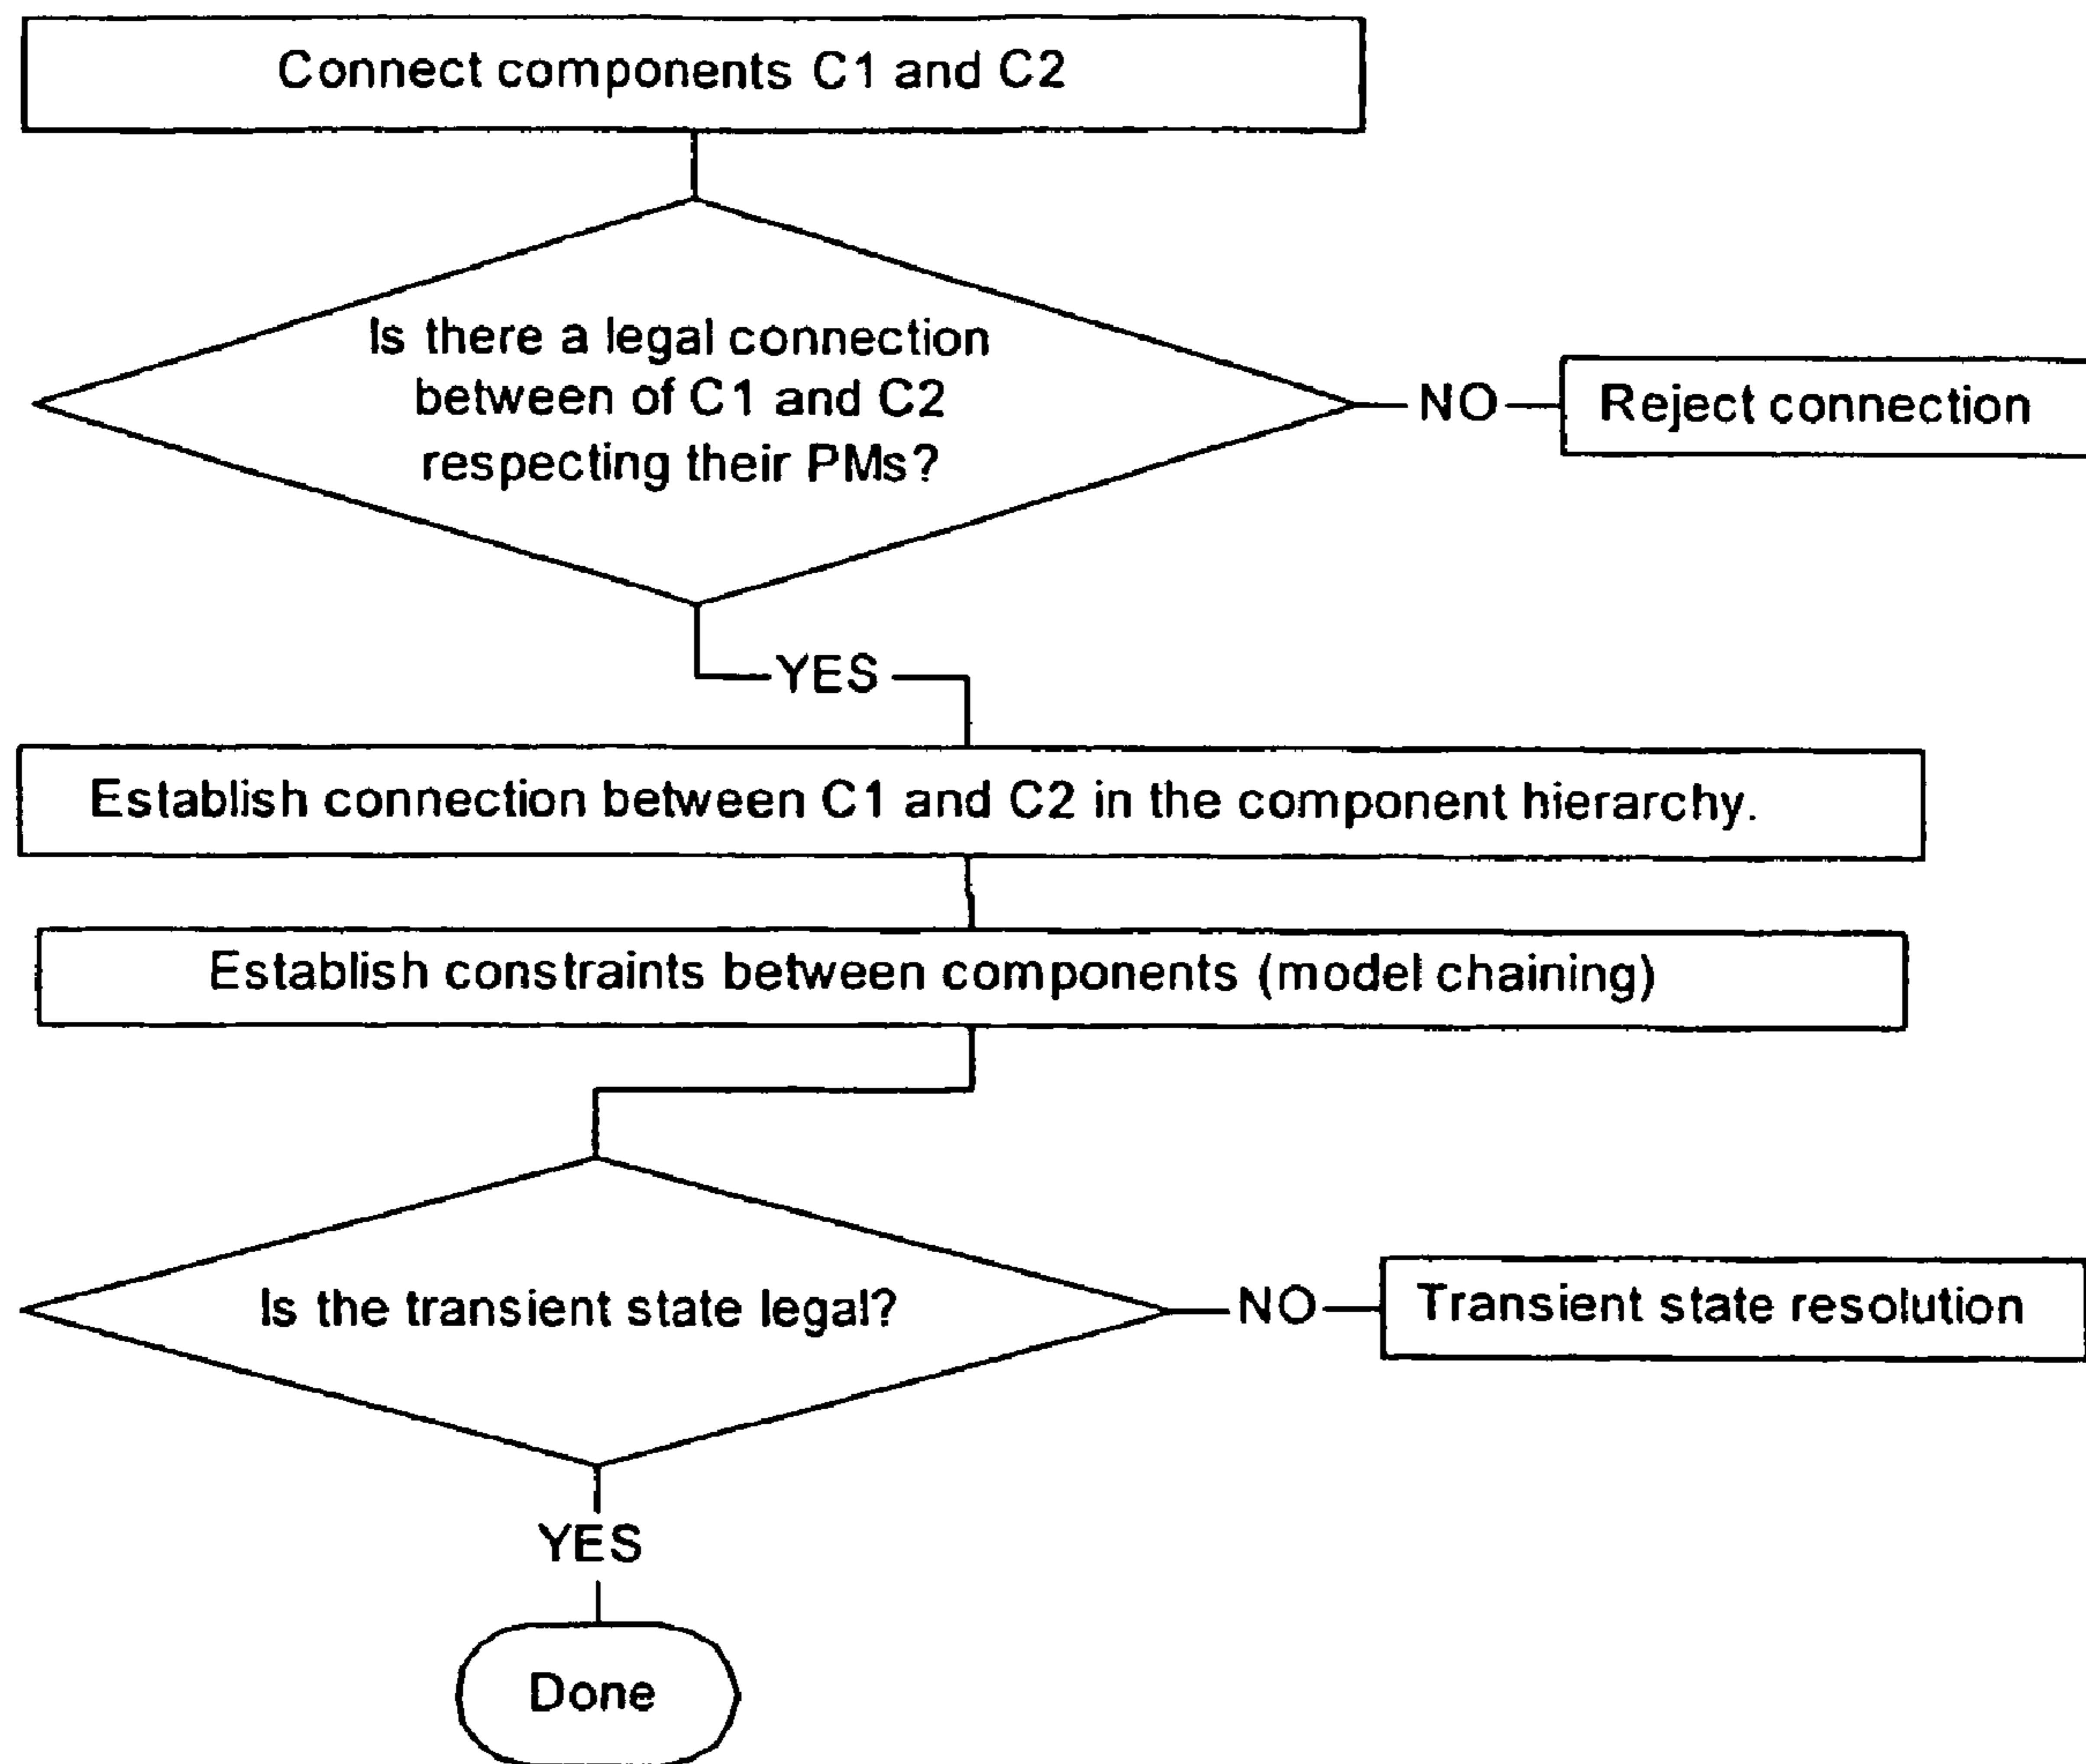 Connect components C1 and C2
Is there a legal connection
between of C1 and C2
respecting their PMs?
NO
Reject connection
YES
Establish connection between C1 and C2 in the component hierarchy.
Establish constraints between components (model chaining)
Is the transient state legal?
NO
Transient state resolution
YES
Done